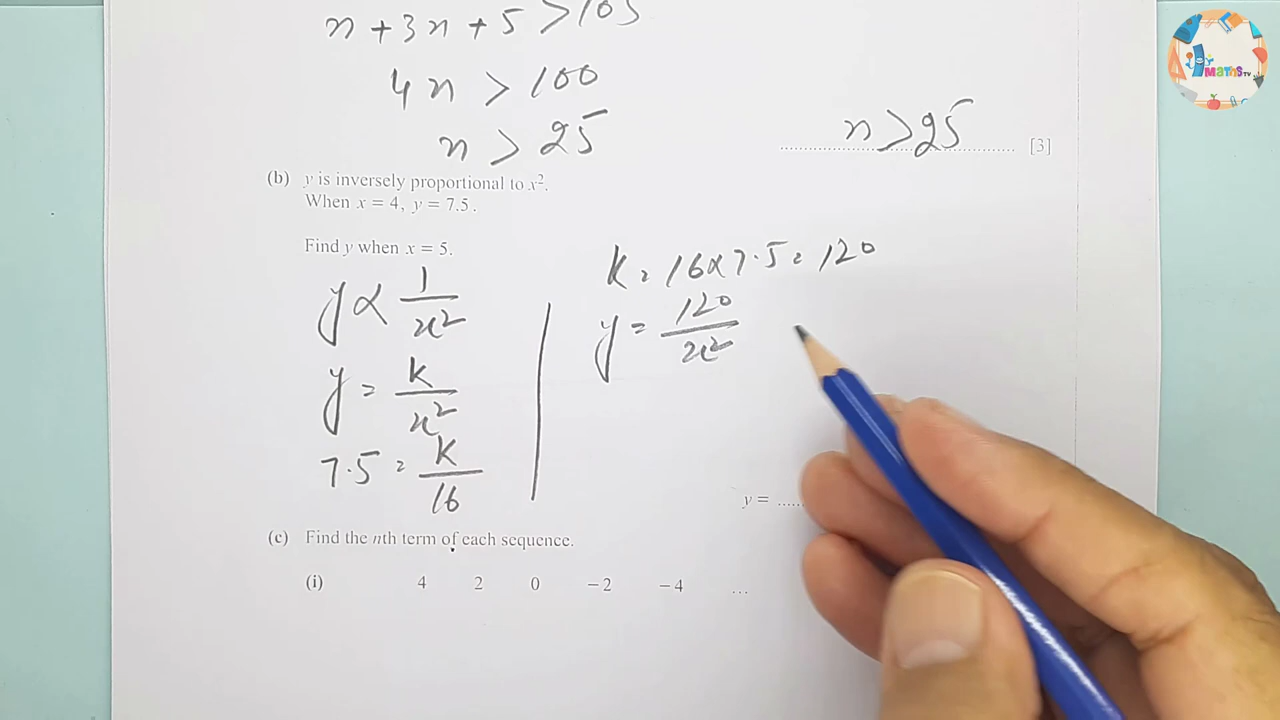 n + 3n + 5 > 105
4n > 100
n > 25
n > 25 [3]
(b) y is inversely proportional to x².
When x = 4, y = 7.5.
Find y when x = 5.
y ∝ 1/x²
y = k/x²
7.5 = k/16
k = 16 × 7.5 = 120
y = 120/x²
y = .....
(c) Find the nth term of each sequence.
(i) 4 2 0 −2 −4 ...
MATHS TV